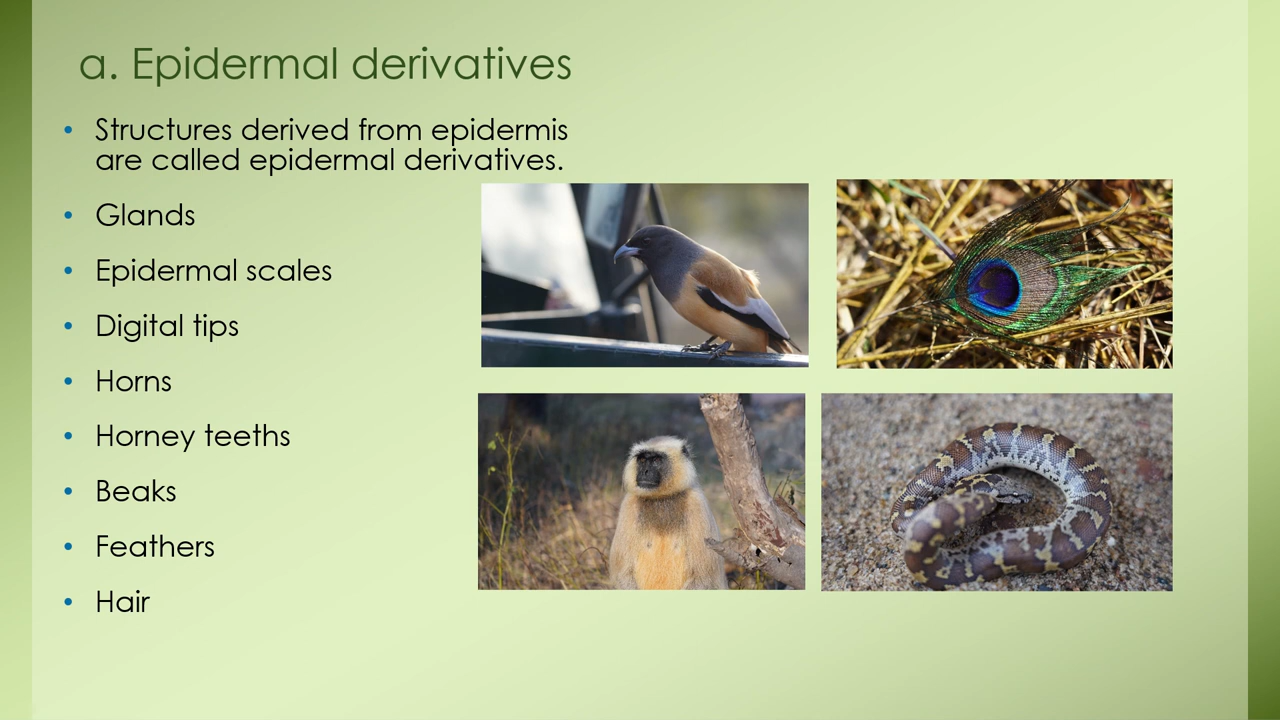 a. Epidermal derivatives
• Structures derived from epidermis
are called epidermal derivatives.
• Glands
• Epidermal scales
• Digital tips
• Horns
• Horney teeths
• Beaks
• Feathers
• Hair